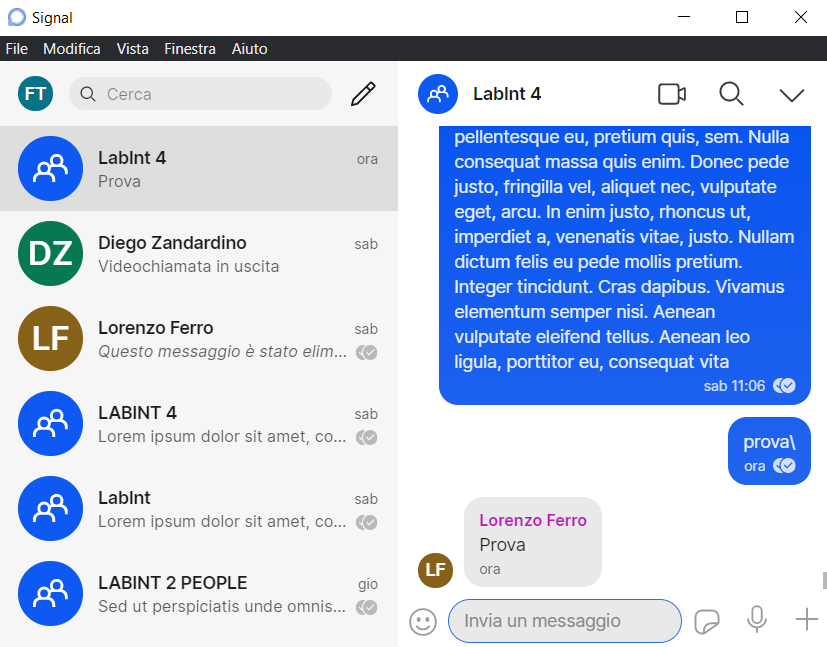 Signal
File Modifica Vista Finestra Aiuto
FT
Cerca
LabInt 4
ora
Prova
DZ
Diego Zandardino
sab
Videochiamata in uscita
LF
Lorenzo Ferro
sab
Questo messaggio è stato elim...
LABINT 4
sab
Lorem ipsum dolor sit amet, co...
LabInt
sab
Lorem ipsum dolor sit amet, co...
LABINT 2 PEOPLE
gio
Sed ut perspiciatis unde omnis...
LabInt 4
pellentesque eu, pretium quis, sem. Nulla
consequat massa quis enim. Donec pede
justo, fringilla vel, aliquet nec, vulputate
eget, arcu. In enim justo, rhoncus ut,
imperdiet a, venenatis vitae, justo. Nullam
dictum felis eu pede mollis pretium.
Integer tincidunt. Cras dapibus. Vivamus
elementum semper nisi. Aenean
vulputate eleifend tellus. Aenean leo
ligula, porttitor eu, consequat vita
sab 11:06
prova\
ora
Lorenzo Ferro
Prova
ora
LF
Invia un messaggio